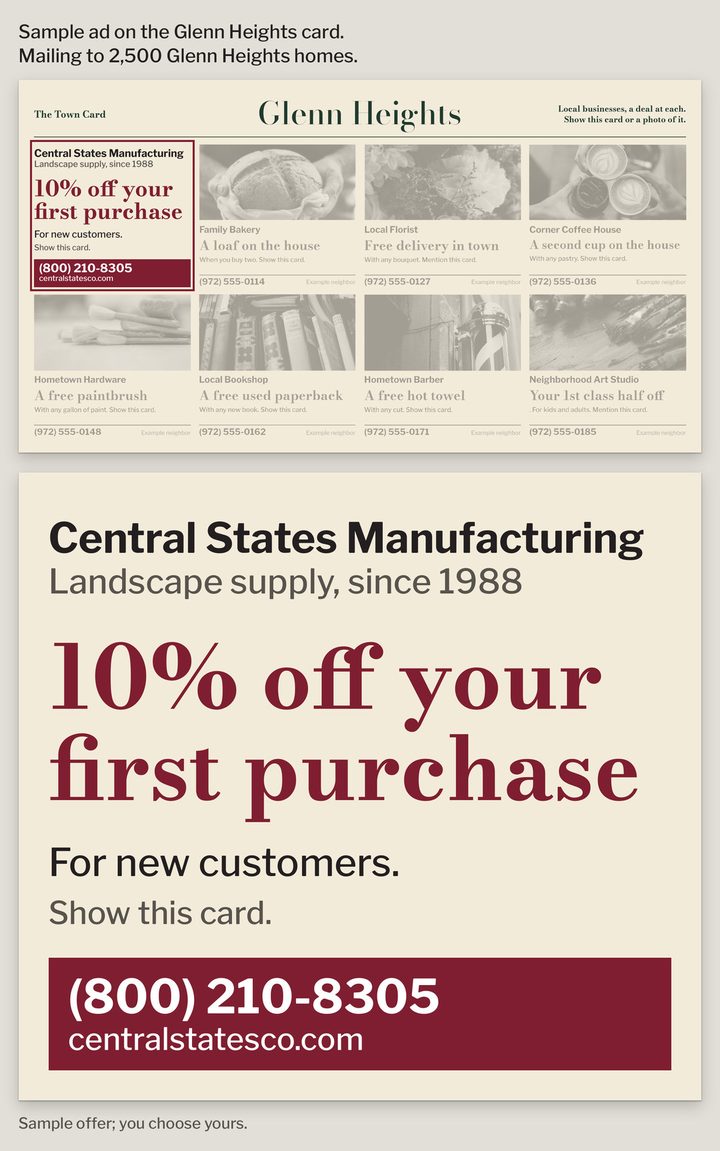 Sample ad on the Glenn Heights card.
Mailing to 2,500 Glenn Heights homes.
The Town Card
Glenn Heights
Local businesses, a deal at each.
Show this card or a photo of it.
Central States Manufacturing
Landscape supply, since 1988
10% off your
first purchase
For new customers.
Show this card.
(800) 210-8305
centralstatesco.com
Family Bakery
A loaf on the house
When you buy two. Show this card.
(972) 555-0114
Example neighbor
Local Florist
Free delivery in town
With any bouquet. Mention this card.
(972) 555-0127
Example neighbor
Corner Coffee House
A second cup on the house
With any pastry. Show this card.
(972) 555-0136
Example neighbor
Hometown Hardware
A free paintbrush
With any gallon of paint. Show this card.
(972) 555-0148
Example neighbor
Local Bookshop
A free used paperback
With any new book. Show this card.
(972) 555-0162
Example neighbor
Hometown Barber
A free hot towel
With any cut. Show this card.
(972) 555-0171
Example neighbor
Neighborhood Art Studio
Your 1st class half off
For kids and adults. Mention this card.
(972) 555-0185
Example neighbor
Central States Manufacturing
Landscape supply, since 1988
10% off your
first purchase
For new customers.
Show this card.
(800) 210-8305
centralstatesco.com
Sample offer; you choose yours.